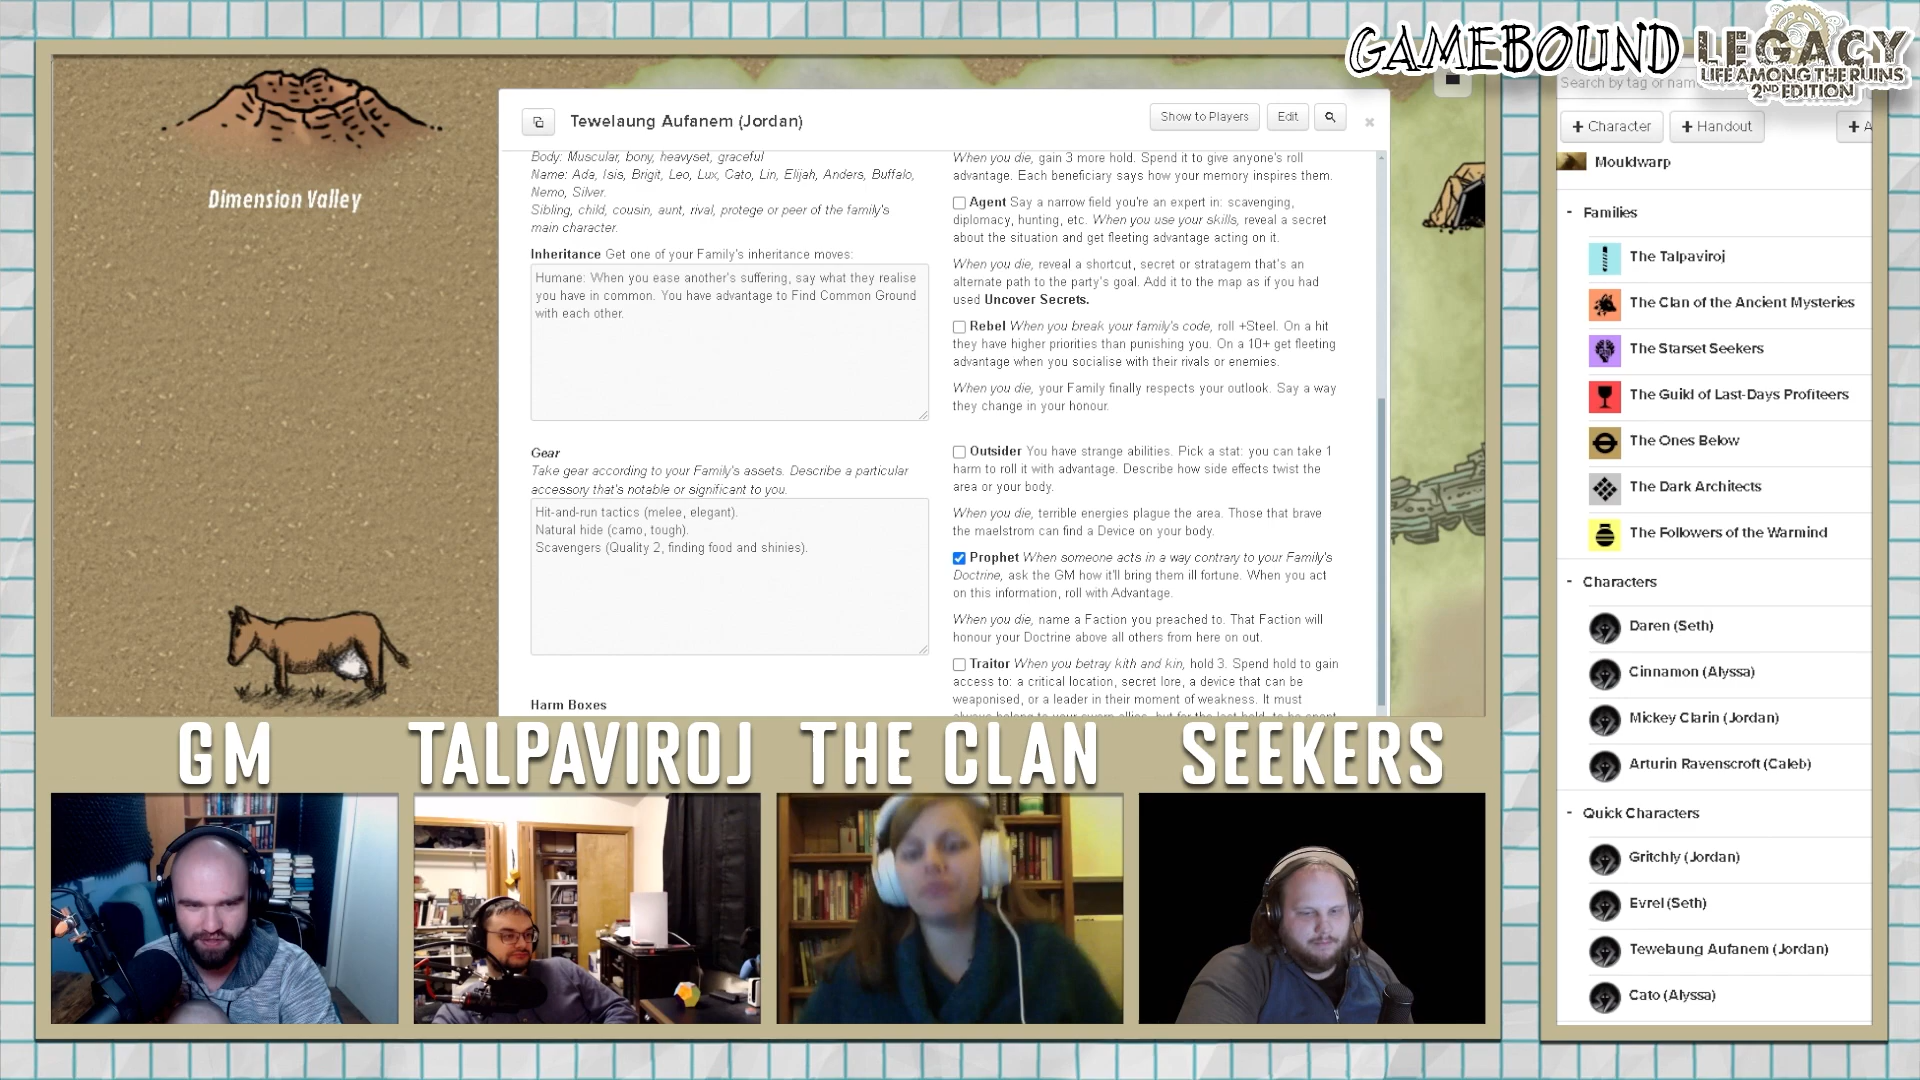 GAMEBOUND
LEGACY
LIFE AMONG THE RUINS
2ND EDITION
Dimension Valley
Tewelaung Aufanem (Jordan)
Show to Players
Edit
Body: Muscular, bony, heavyset, graceful
Name: Ada, Isis, Brigit, Leo, Lux, Cato, Lin, Elijah, Anders, Buffalo,
Nemo, Silver.
Sibling, child, cousin, aunt, rival, protege or peer of the family's
main character.
Inheritance Get one of your Family's inheritance moves:
Humane: When you ease another's suffering, say what they realise
you have in common. You have advantage to Find Common Ground
with each other.
Gear
Take gear according to your Family's assets. Describe a particular
accessory that's notable or significant to you.
Hit-and-run tactics (melee, elegant).
Natural hide (camo, tough).
Scavengers (Quality 2, finding food and shinies).
Harm Boxes
When you die, gain 3 more hold. Spend it to give anyone's roll
advantage. Each beneficiary says how your memory inspires them.
Agent Say a narrow field you're an expert in: scavenging,
diplomacy, hunting, etc. When you use your skills, reveal a secret
about the situation and get fleeting advantage acting on it.
When you die, reveal a shortcut, secret or stratagem that's an
alternate path to the party's goal. Add it to the map as if you had
used Uncover Secrets.
Rebel When you break your family's code, roll +Steel. On a hit
they have higher priorities than punishing you. On a 10+ get fleeting
advantage when you socialise with their rivals or enemies.
When you die, your Family finally respects your outlook. Say a way
they change in your honour.
Outsider You have strange abilities. Pick a stat: you can take 1
harm to roll it with advantage. Describe how side effects twist the
area or your body.
When you die, terrible energies plague the area. Those that brave
the maelstrom can find a Device on your body.
Prophet When someone acts in a way contrary to your Family's
Doctrine, ask the GM how it'll bring them ill fortune. When you act
on this information, roll with Advantage.
When you die, name a Faction you preached to. That Faction will
honour your Doctrine above all others from here on out.
Traitor When you betray kith and kin, hold 3. Spend hold to gain
access to: a critical location, secret lore, a device that can be
weaponised, or a leader in their moment of weakness. It must
Search by tag or name
+ Character
+ Handout
+ A
Mouldwarp
- Families
The Talpaviroj
The Clan of the Ancient Mysteries
The Starset Seekers
The Guild of Last-Days Profiteers
The Ones Below
The Dark Architects
The Followers of the Warmind
- Characters
Daren (Seth)
Cinnamon (Alyssa)
Mickey Clarin (Jordan)
Arturin Ravenscroft (Caleb)
- Quick Characters
Gritchly (Jordan)
Evrel (Seth)
Tewelaung Aufanem (Jordan)
Cato (Alyssa)
GM
TALPAVIROJ
THE CLAN
SEEKERS